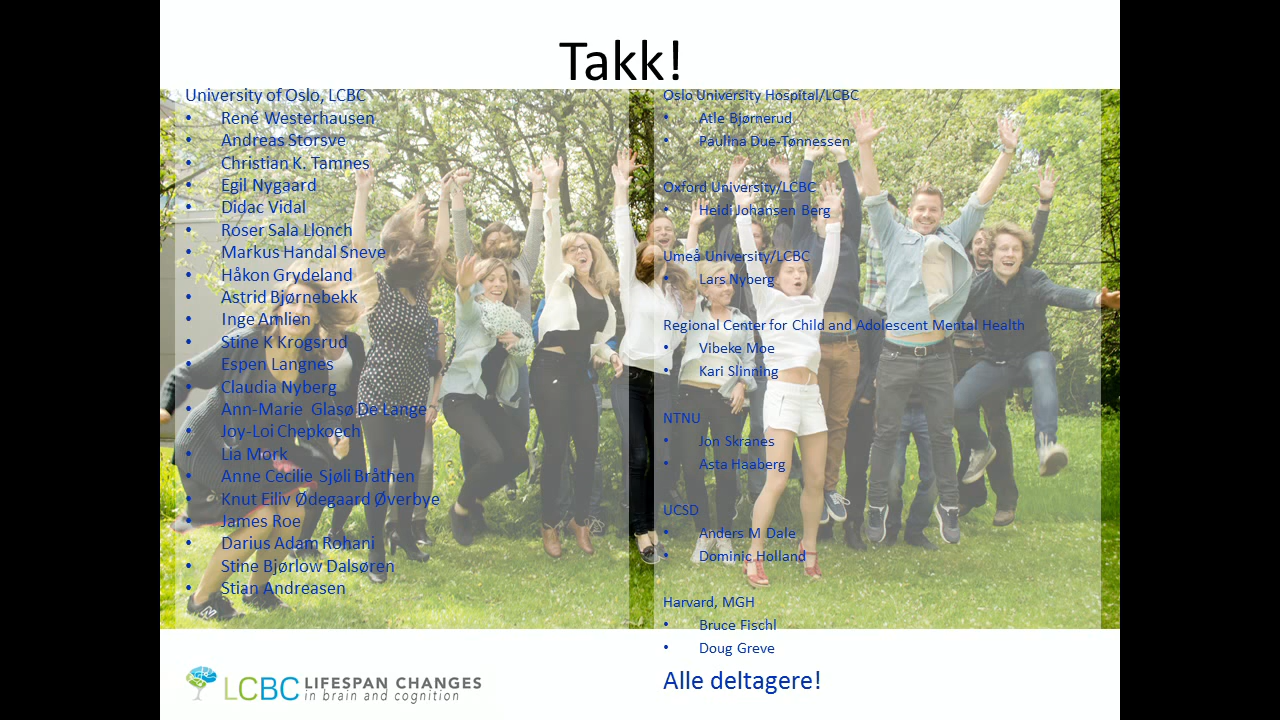 Takk!
University of Oslo, LCBC
• René Westerhausen
• Andreas Storsve
• Christian K. Tamnes
• Egil Nygaard
• Didac Vidal
• Roser Sala Llonch
• Markus Handal Sneve
• Håkon Grydeland
• Astrid Bjørnebekk
• Inge Amlien
• Stine K Krogsrud
• Espen Langnes
• Claudia Nyberg
• Ann-Marie Glasø De Lange
• Joy-Loi Chepkoech
• Lia Mork
• Anne Cecilie Sjøli Bråthen
• Knut Eiliv Ødegaard Øverbye
• James Roe
• Darius Adam Rohani
• Stine Bjørlow Dalsøren
• Stian Andreasen
Oslo University Hospital/LCBC
• Atle Bjørnerud
• Paulina Due-Tønnessen
Oxford University/LCBC
• Heidi Johansen Berg
Umeå University/LCBC
• Lars Nyberg
Regional Center for Child and Adolescent Mental Health
• Vibeke Moe
• Kari Slinning
NTNU
• Jon Skranes
• Asta Haaberg
UCSD
• Anders M Dale
• Dominic Holland
Harvard, MGH
• Bruce Fischl
• Doug Greve
Alle deltagere!
LCBC LIFESPAN CHANGES
in brain and cognition